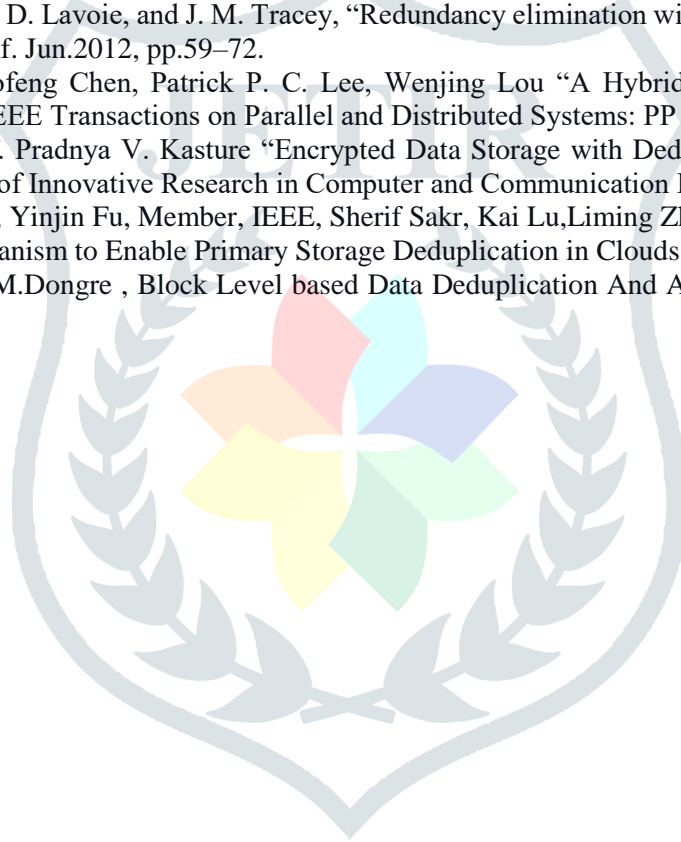 D. Lavoie, and J. M. Tracey, “Redundancy elimination wi
f. Jun.2012, pp.59–72.
ofeng Chen, Patrick P. C. Lee, Wenjing Lou “A Hybrid
EEE Transactions on Parallel and Distributed Systems: PP
. Pradnya V. Kasture “Encrypted Data Storage with Ded
of Innovative Research in Computer and Communication
, Yinjin Fu, Member, IEEE, Sherif Sakr, Kai Lu,Liming Z
anism to Enable Primary Storage Deduplication in Clouds
M.Dongre , Block Level based Data Deduplication And A
JETIR